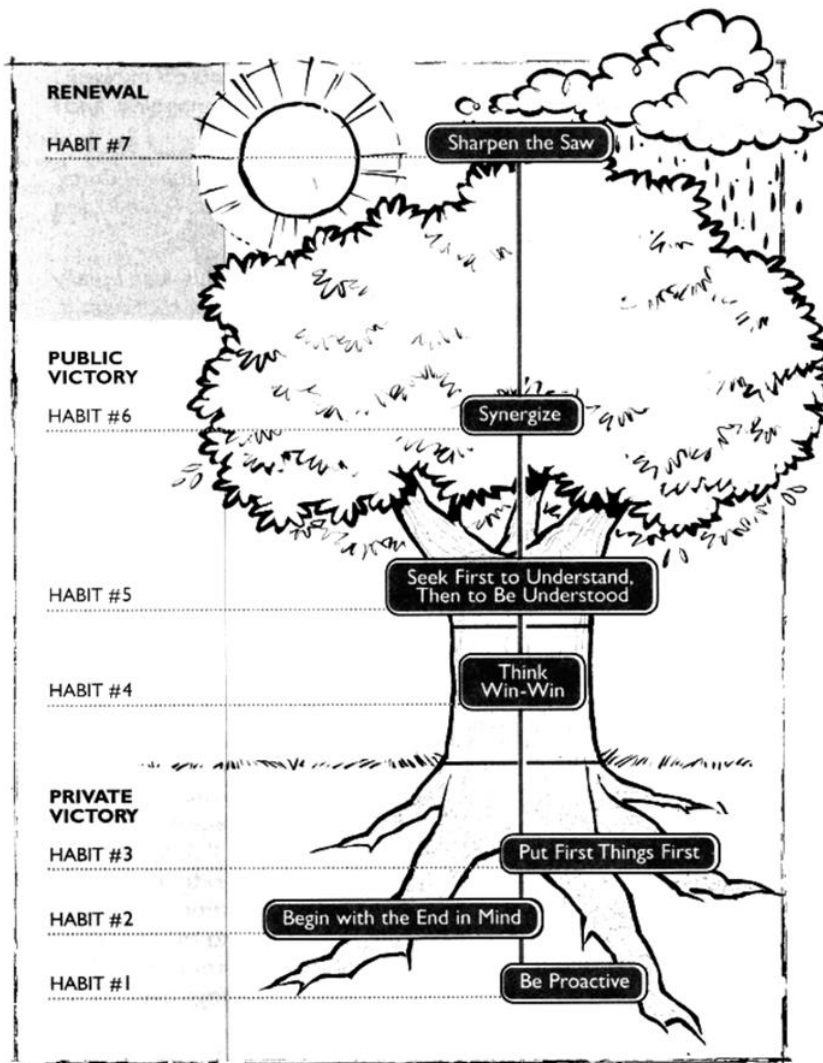 RENEWAL
HABIT #7
Sharpen the Saw
PUBLIC
VICTORY
HABIT #6
Synergize
HABIT #5
Seek First to Understand,
Then to Be Understood
HABIT #4
Think
Win-Win
PRIVATE
VICTORY
HABIT #3
Put First Things First
HABIT #2
Begin with the End in Mind
HABIT #1
Be Proactive